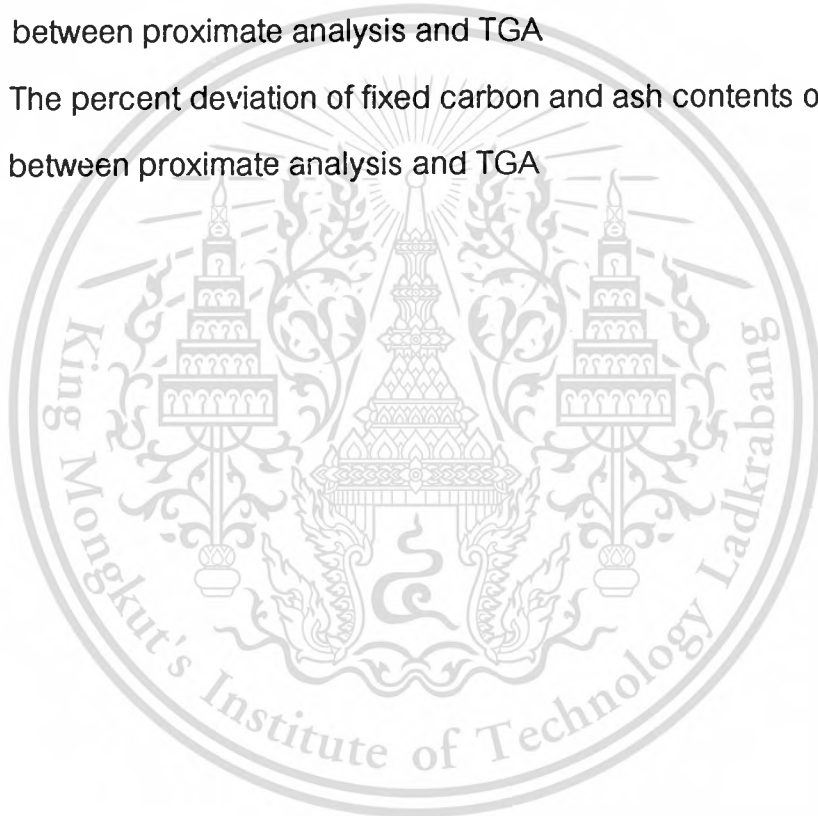 between proximate analysis and TGA
The percent deviation of fixed carbon and ash contents
between proximate analysis and TGA
King Mongkut's Institute of Technology Ladkrabang